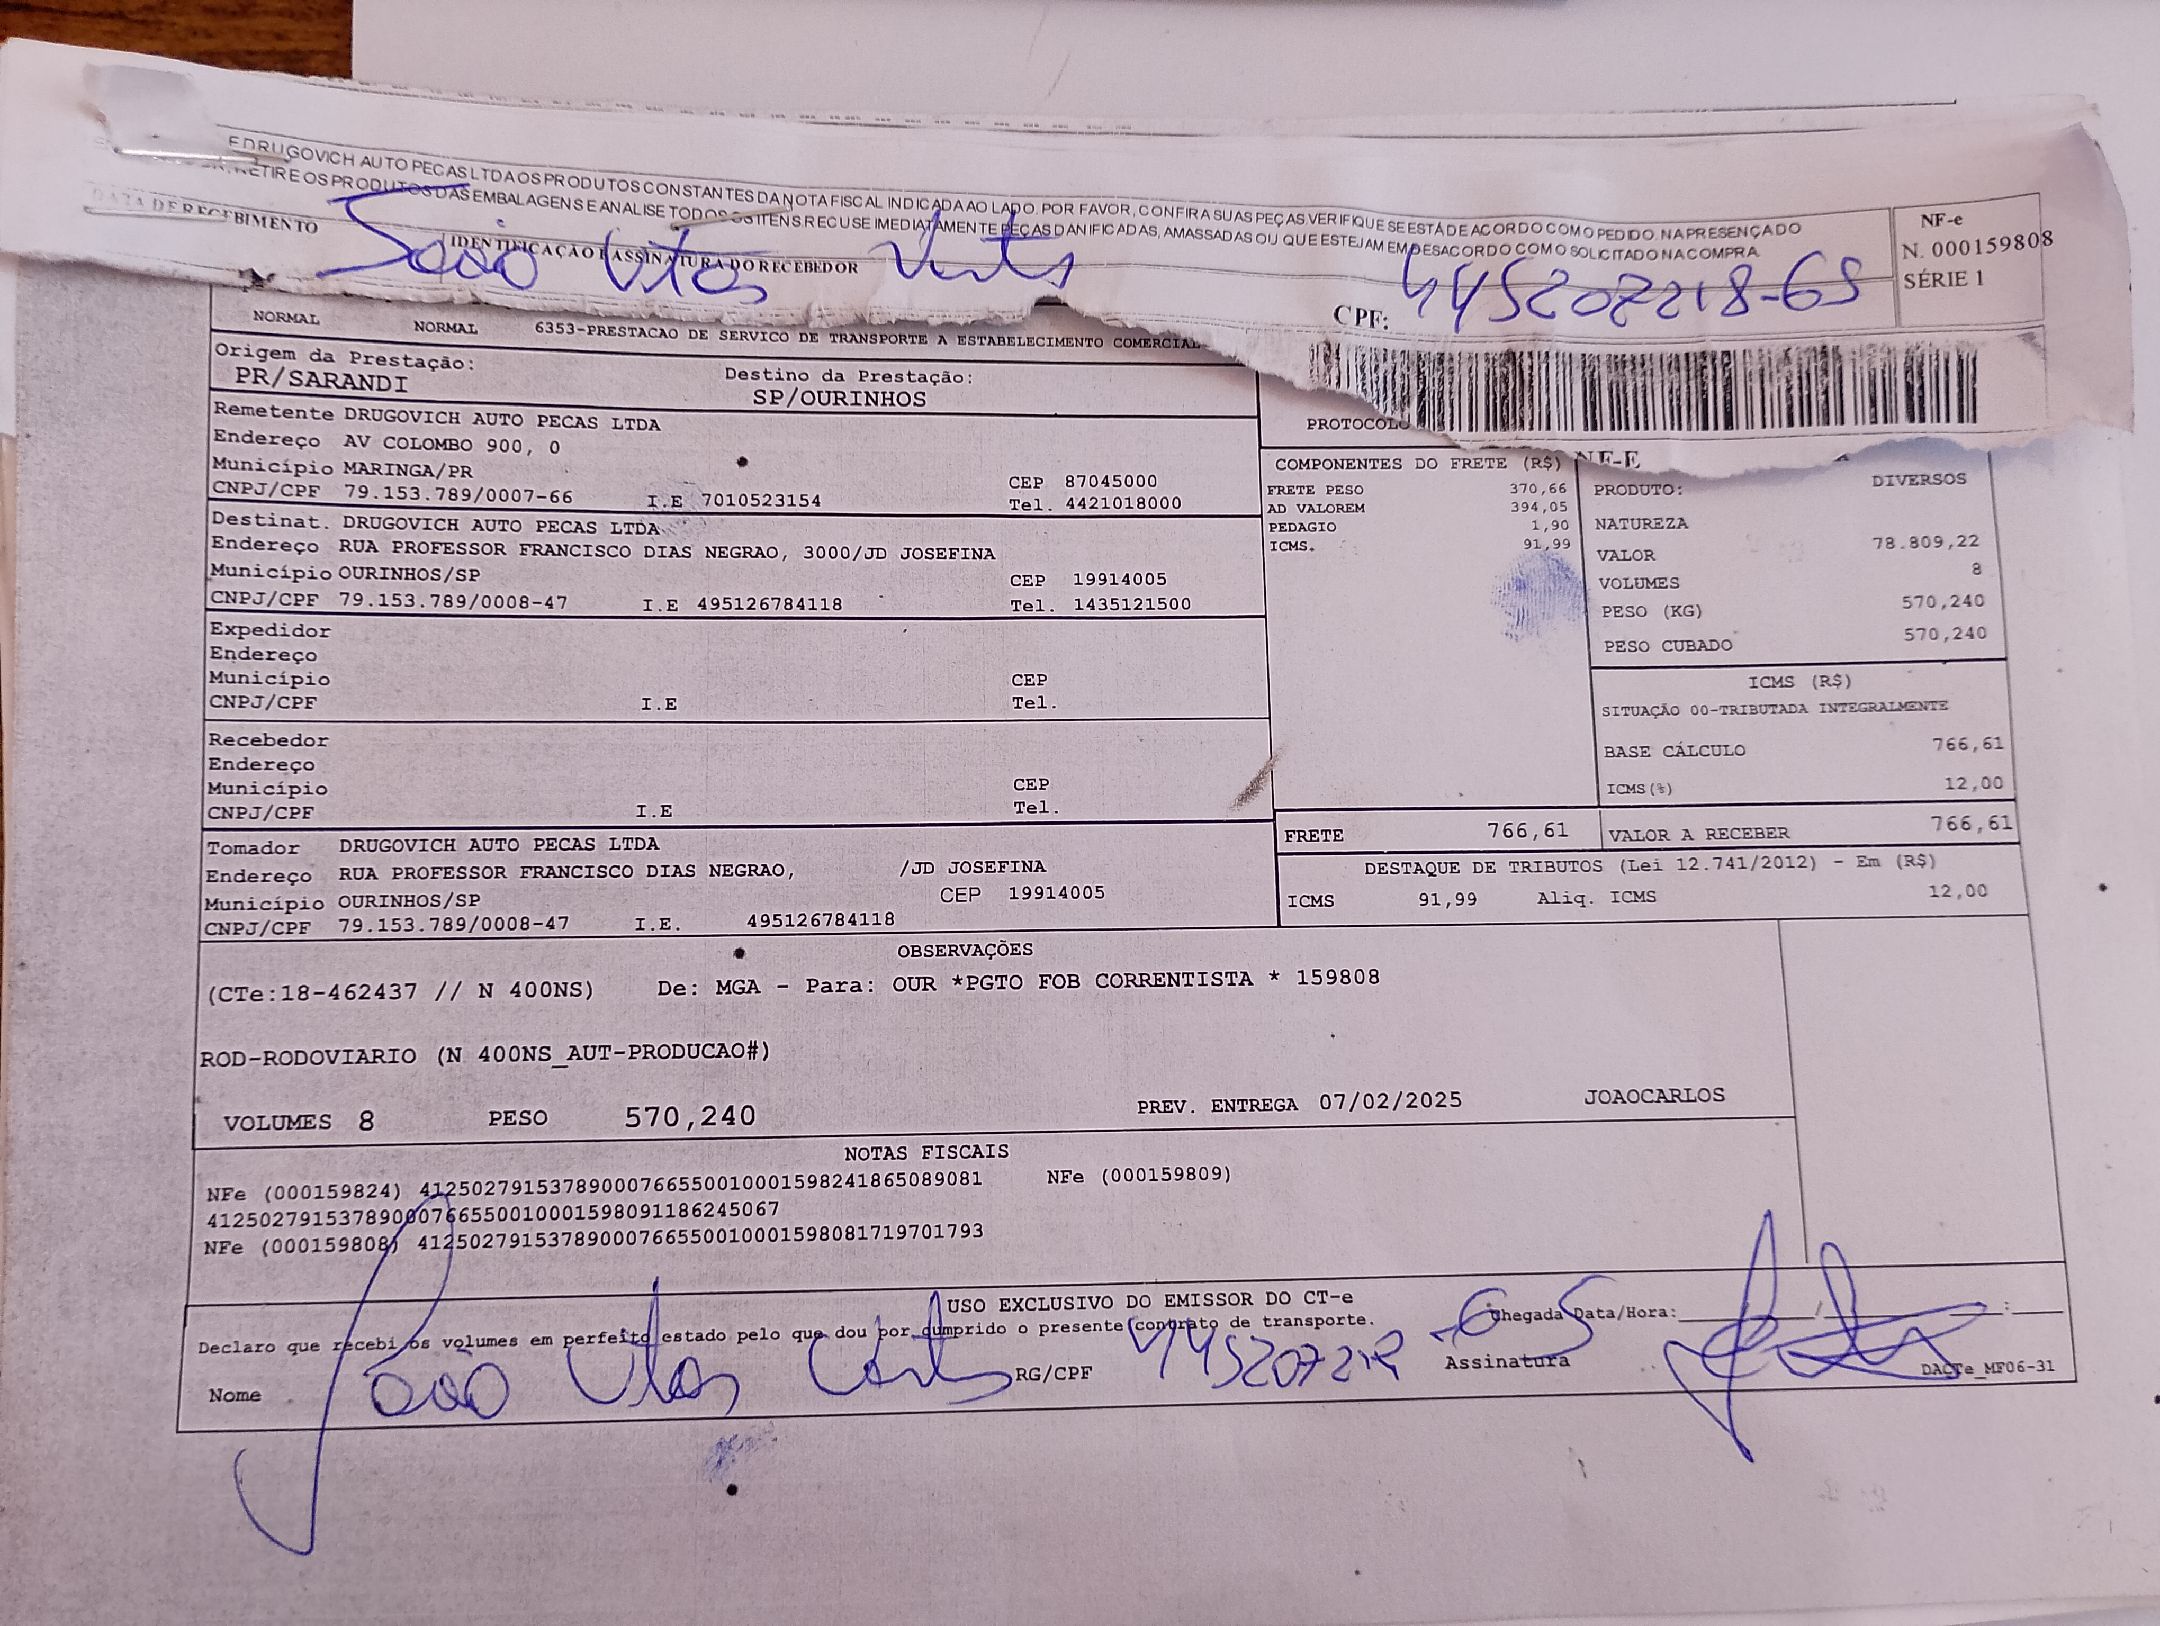 E DRUGOVICH AUTO PECAS LTDA OS PRODUTOS CONSTANTES DA NOTA FISCAL INDICADA AO LADO. POR FAVOR, CONFIRA SUAS PEÇAS, VERIFIQUE SE ESTÁ DE ACORDO COM O PEDIDO. NA PRESENÇA DO
RETIRE OS PRODUTOS DAS EMBALAGENS E ANALISE TODOS OS ITENS. RECUSE IMEDIATAMENTE PEÇAS DANIFICADAS, AMASSADAS OU QUE ESTEJAM EM DESACORDO COM O SOLICITADO NA COMPRA.
DATA DE RECEBIMENTO
IDENTIFICAÇÃO E ASSINATURA DO RECEBEDOR
João
CPF: 445207218-65
NF-e
N. 000159808
SÉRIE 1
NORMAL NORMAL 6353-PRESTACAO DE SERVICO DE TRANSPORTE A ESTABELECIMENTO COMERCIAL
Origem da Prestação:
PR/SARANDI
Destino da Prestação:
SP/OURINHOS
Remetente DRUGOVICH AUTO PECAS LTDA
Endereço AV COLOMBO 900, 0
Município MARINGA/PR CEP 87045000
CNPJ/CPF 79.153.789/0007-66 I.E 7010523154 Tel. 4421018000
Destinat. DRUGOVICH AUTO PECAS LTDA
Endereço RUA PROFESSOR FRANCISCO DIAS NEGRAO, 3000/JD JOSEFINA
Município OURINHOS/SP CEP 19914005
CNPJ/CPF 79.153.789/0008-47 I.E 495126784118 Tel. 1435121500
Expedidor
Endereço
Município CEP
CNPJ/CPF I.E Tel.
Recebedor
Endereço
Município CEP
CNPJ/CPF I.E Tel.
Tomador DRUGOVICH AUTO PECAS LTDA
Endereço RUA PROFESSOR FRANCISCO DIAS NEGRAO, /JD JOSEFINA
Município OURINHOS/SP CEP 19914005
CNPJ/CPF 79.153.789/0008-47 I.E. 495126784118
PROTOCOLO
NF-E
COMPONENTES DO FRETE (R$)
FRETE PESO 370,66
AD VALOREM 394,05
PEDAGIO 1,90
ICMS. 91,99
PRODUTO: DIVERSOS
NATUREZA
VALOR 78.809,22
VOLUMES 8
PESO (KG) 570,240
PESO CUBADO 570,240
ICMS (R$)
SITUAÇÃO 00-TRIBUTADA INTEGRALMENTE
BASE CÁLCULO 766,61
ICMS(%) 12,00
FRETE 766,61 VALOR A RECEBER 766,61
DESTAQUE DE TRIBUTOS (Lei 12.741/2012) - Em (R$)
ICMS 91,99 Aliq. ICMS 12,00
OBSERVAÇÕES
(CTe:18-462437 // N 400NS) De: MGA - Para: OUR *PGTO FOB CORRENTISTA * 159808
ROD-RODOVIARIO (N 400NS_AUT-PRODUCAO#)
VOLUMES 8 PESO 570,240 PREV. ENTREGA 07/02/2025 JOAOCARLOS
NOTAS FISCAIS
NFe (000159824) 41250279153789000766550010001598241865089081 NFe (000159809)
41250279153789000766550010001598091186245067
NFe (000159808) 41250279153789000766550010001598081719701793
USO EXCLUSIVO DO EMISSOR DO CT-e
Declaro que recebi os volumes em perfeito estado pelo que dou por cumprido o presente contrato de transporte.
Chegada Data/Hora: / :
Nome João RG/CPF Assinatura
DACTe_MF06-31